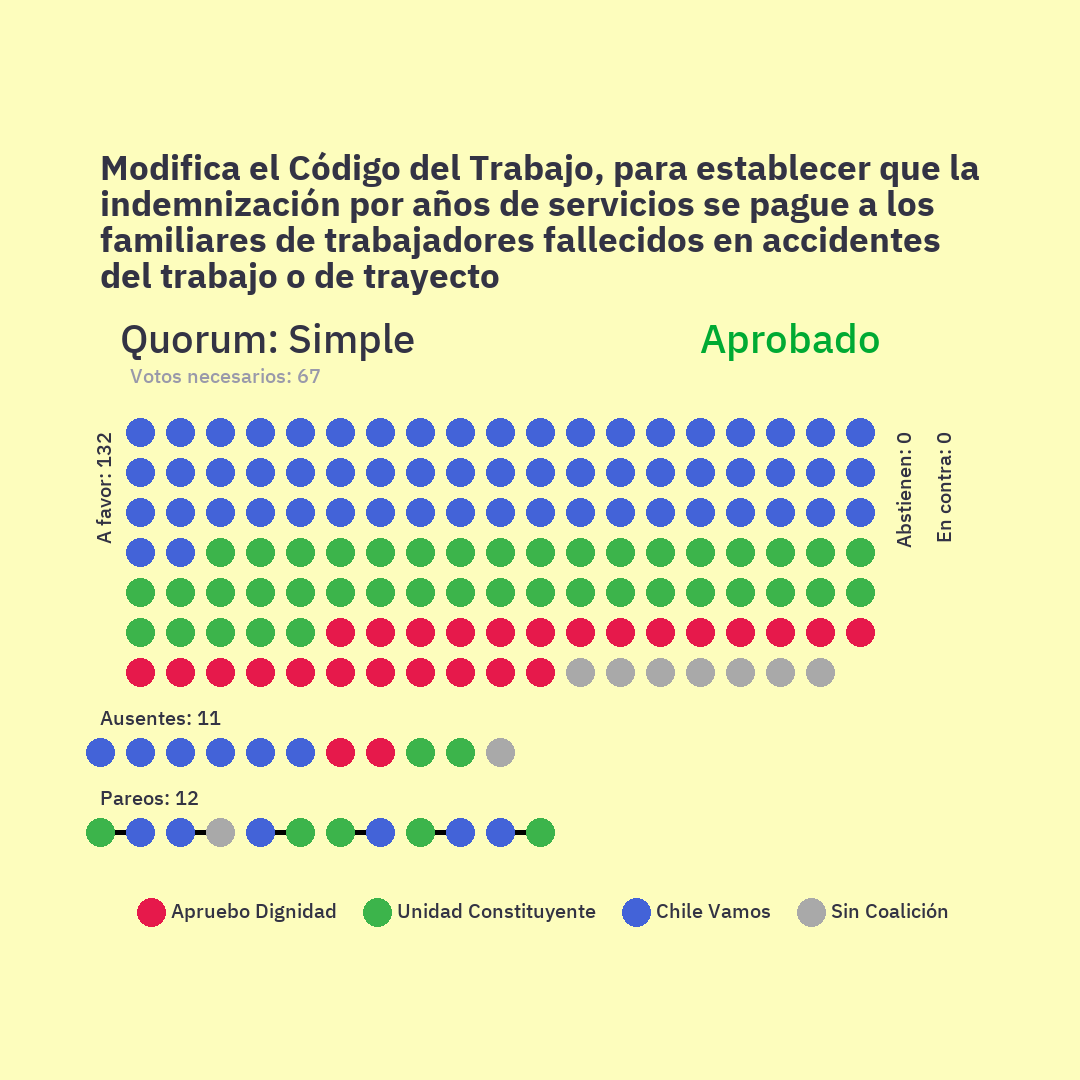 Modifica el Código del Trabajo, para establecer que la
indemnización por años de servicios se pague a los
familiares de trabajadores fallecidos en accidentes
del trabajo o de trayecto
Quorum: Simple
Aprobado
Votos necesarios: 67
A favor: 132
Abstienen: 0
En contra: 0
Ausentes: 11
Pareos: 12
Apruebo Dignidad
Unidad Constituyente
Chile Vamos
Sin Coalición